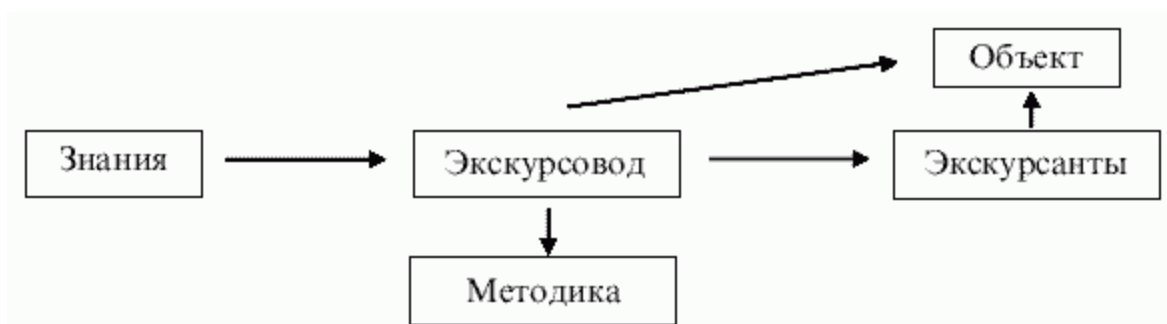 Объект
Знания
Экскурсовод
Экскурсанты
Методика